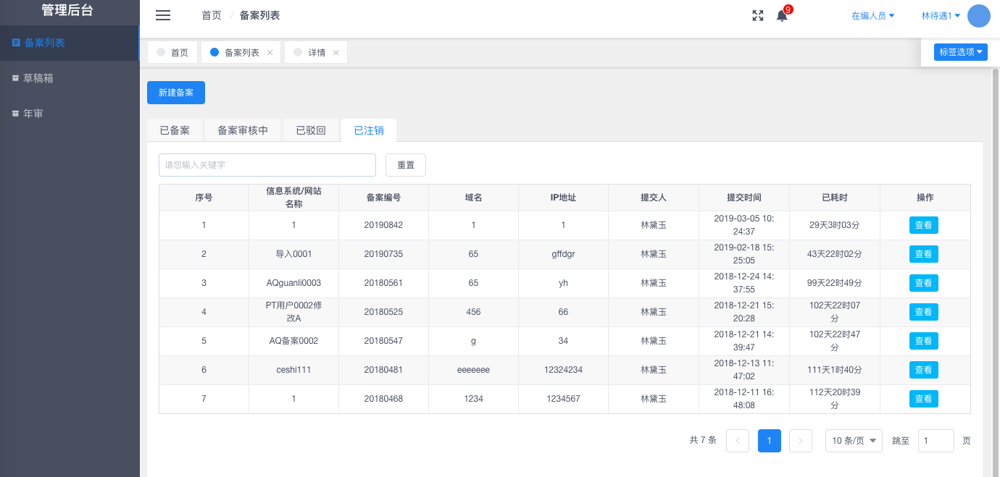 管理后台
首页 / 备案列表
9
在编人员
林待遇1
备案列表
草稿箱
年审
首页
备案列表
详情
标签选项
新建备案
已备案
备案审核中
已驳回
已注销
请您输入关键字
重置
序号 信息系统/网站名称 备案编号 域名 IP地址 提交人 提交时间 已耗时 操作
1 1 20190842 1 1 林黛玉 2019-03-05 10:24:37 29天3时03分 查看
2 导入0001 20190735 65 gffdgr 林黛玉 2019-02-18 15:25:05 43天22时02分 查看
3 AQguanli0003 20180561 65 yh 林黛玉 2018-12-24 14:37:55 99天22时49分 查看
4 PT用户0002修改A 20180525 456 66 林黛玉 2018-12-21 15:20:28 102天22时07分 查看
5 AQ备案0002 20180547 g 34 林黛玉 2018-12-21 14:39:47 102天22时47分 查看
6 ceshi111 20180481 eeeeeee 12324234 林黛玉 2018-12-13 11:47:02 111天1时40分 查看
7 1 20180468 1234 1234567 林黛玉 2018-12-11 16:48:08 112天20时39分 查看
共 7 条 1 10 条/页 跳至 1 页